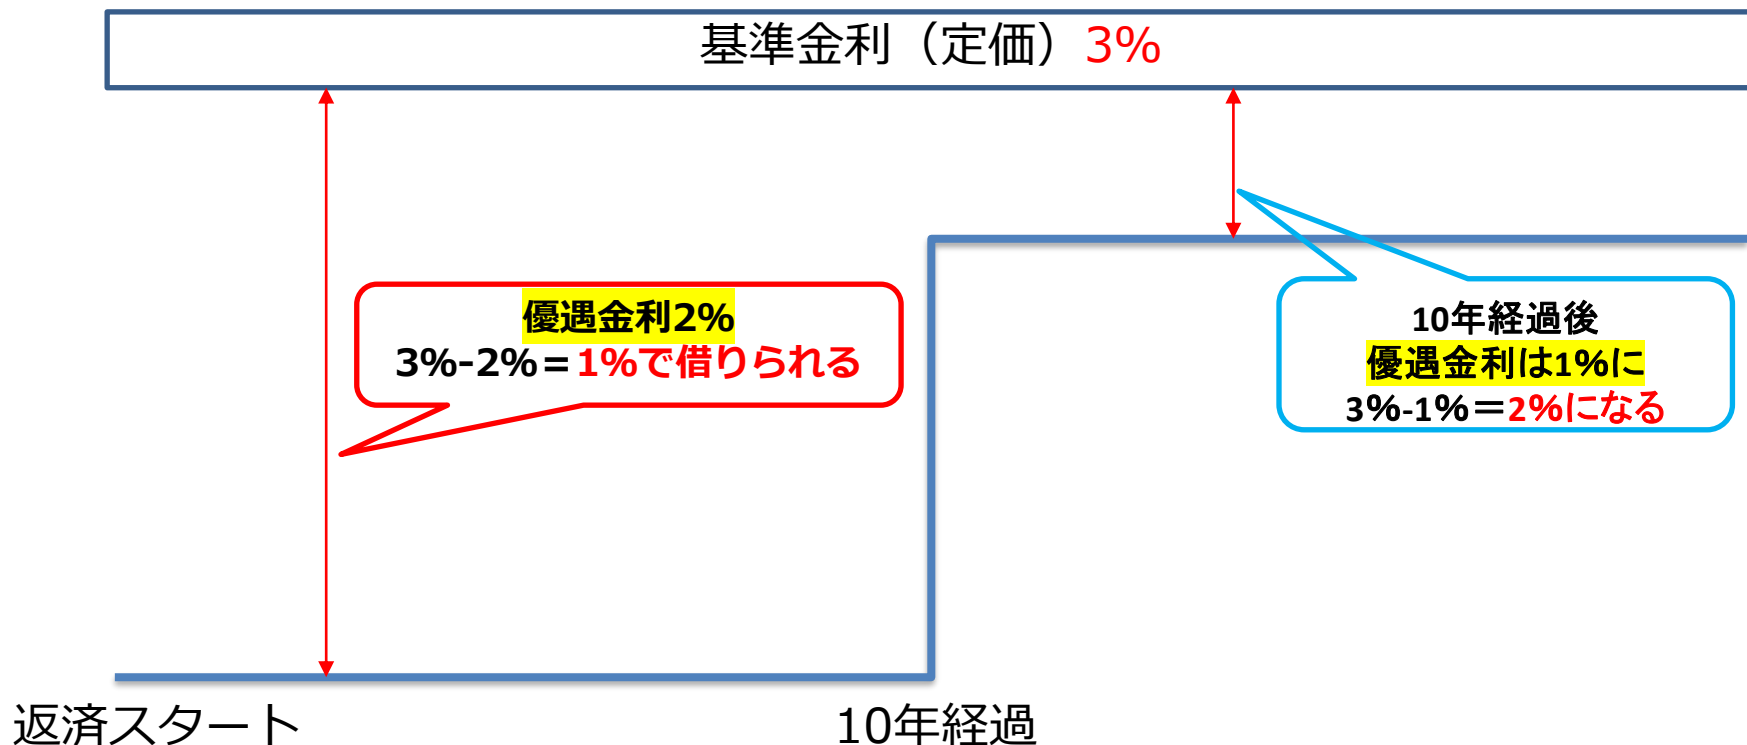 基準金利（定価）3%
優遇金利2%
3%-2%＝1%で借りられる
10年経過後
優遇金利は1%に
3%-1%＝2%になる
返済スタート
10年経過